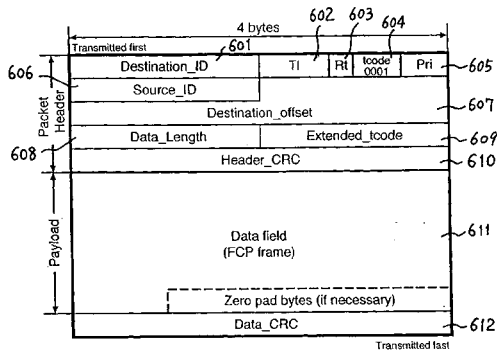 4 bytes
Transmitted first
601
602
603
604
Destination_ID
Tl
Rt
tcode
0001
Pri
605
606
Source_ID
Destination_offset
607
Packet
Header
608
Data_Length
Extended_tcode
609
Header_CRC
610
Payload
Data field
(FCP frame)
611
Zero pad bytes (if necessary)
Data_CRC
612
Transmitted last